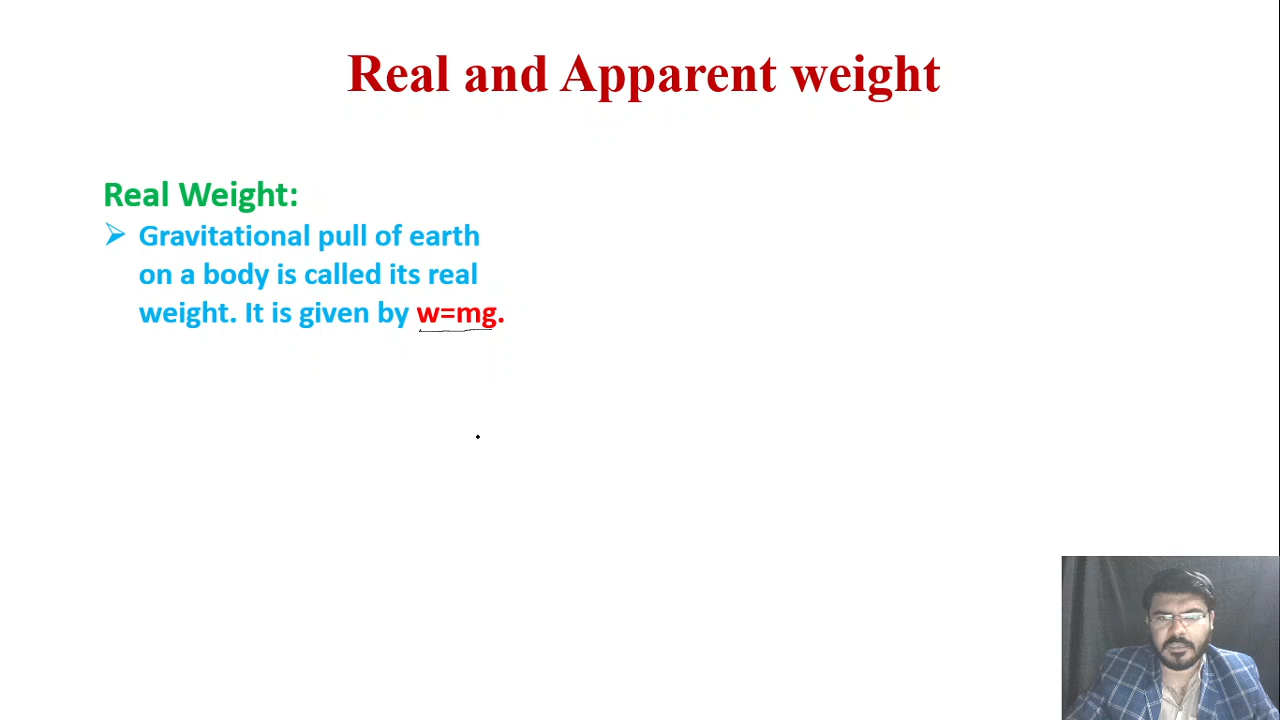 Real and Apparent weight
Real Weight:
➢ Gravitational pull of earth
on a body is called its real
weight. It is given by w=mg.